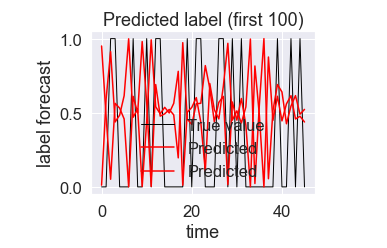 Predicted label (first 100)
1.0
0.5
0.0
label forecast
True value
Predicted
Predicted
0 20 40
time